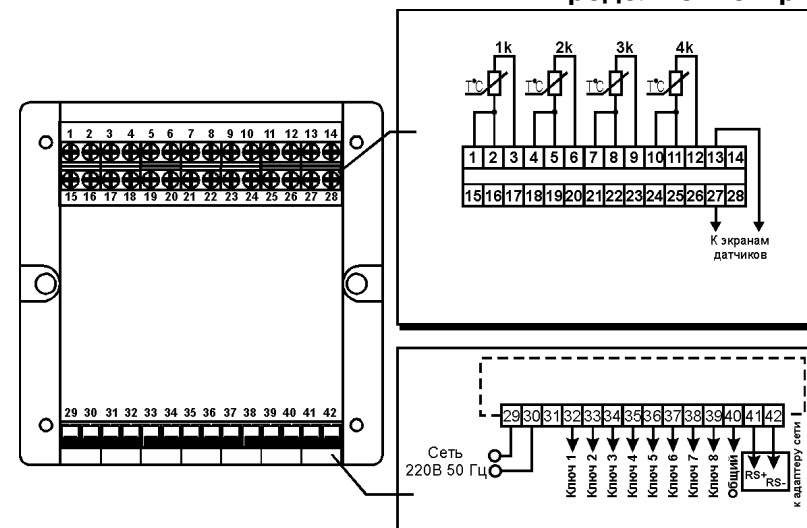 1k 2k 3k 4k
T°C T°C T°C T°C
1 2 3 4 5 6 7 8 9 10 11 12 13 14
15 16 17 18 19 20 21 22 23 24 25 26 27 28
1 2 3 4 5 6 7 8 9 10 11 12 13 14
15 16 17 18 19 20 21 22 23 24 25 26 27 28
К экранам
датчиков
29 30 31 32 33 34 35 36 37 38 39 40 41 42
29 30 31 32 33 34 35 36 37 38 39 40 41 42
Сеть
220В 50 Гц
Ключ 1
Ключ 2
Ключ 3
Ключ 4
Ключ 5
Ключ 6
Ключ 7
Ключ 8
Общий
RS+ RS-
к адаптеру сети